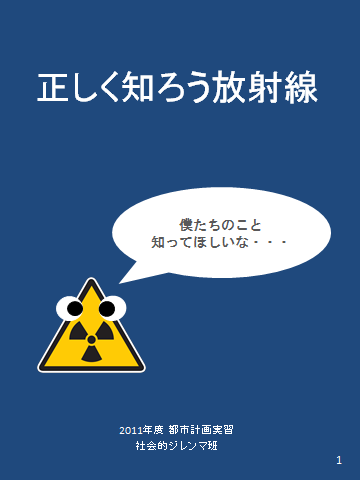 正しく知ろう放射線
僕たちのこと
知ってほしいな・・・
2011年度 都市計画実習
社会的ジレンマ班
1